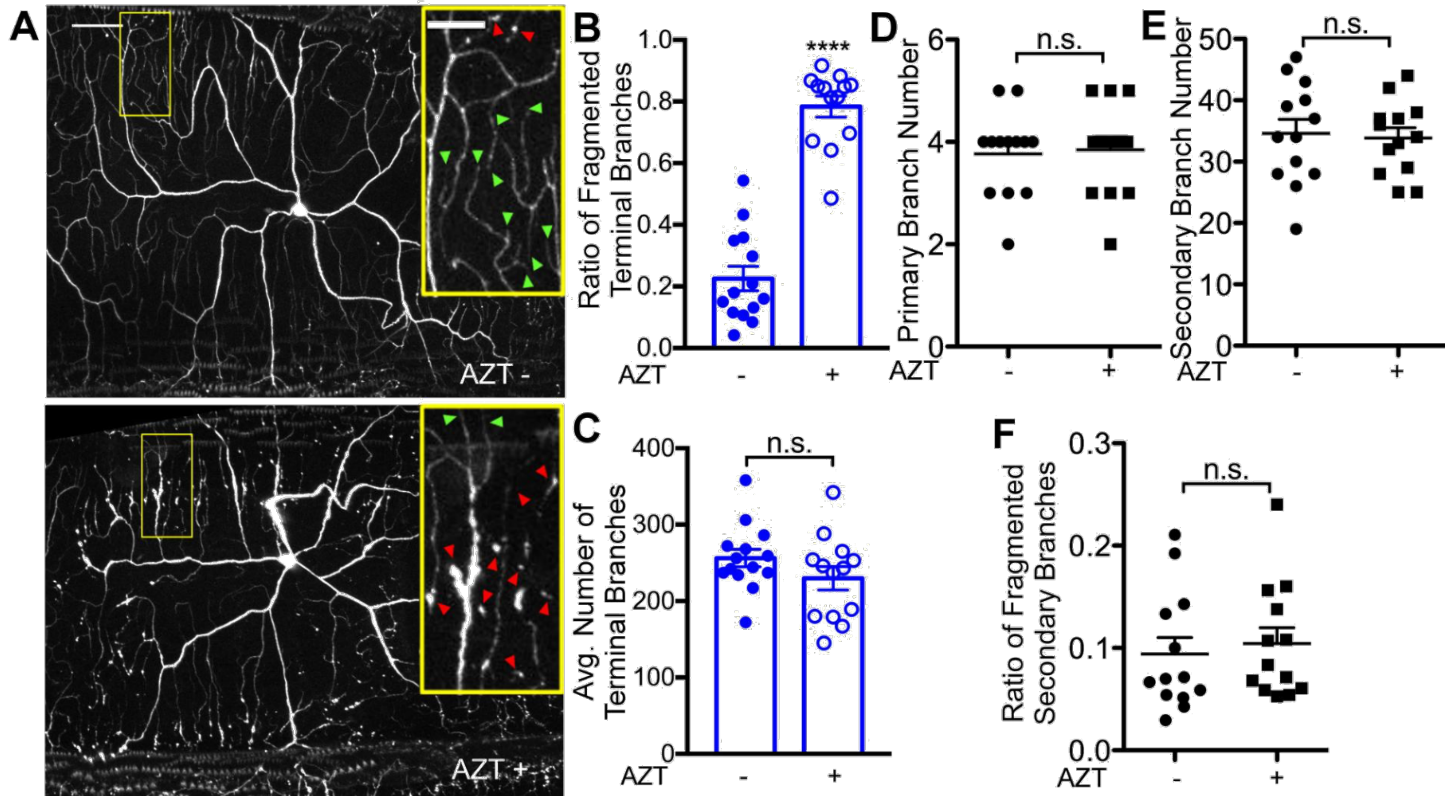 A
AZT -
AZT +
B
Ratio of Fragmented
Terminal Branches
1.0
0.8
0.6
0.4
0.2
0.0
****
AZT - +
C
Avg. Number of
Terminal Branches
400
300
200
100
0
n.s.
AZT - +
D
Primary Branch Number
6
4
2
0
n.s.
AZT - +
E
Secondary Branch Number
50
40
30
20
10
0
n.s.
AZT - +
F
Ratio of Fragmented
Secondary Branches
0.3
0.2
0.1
0.0
n.s.
AZT - +